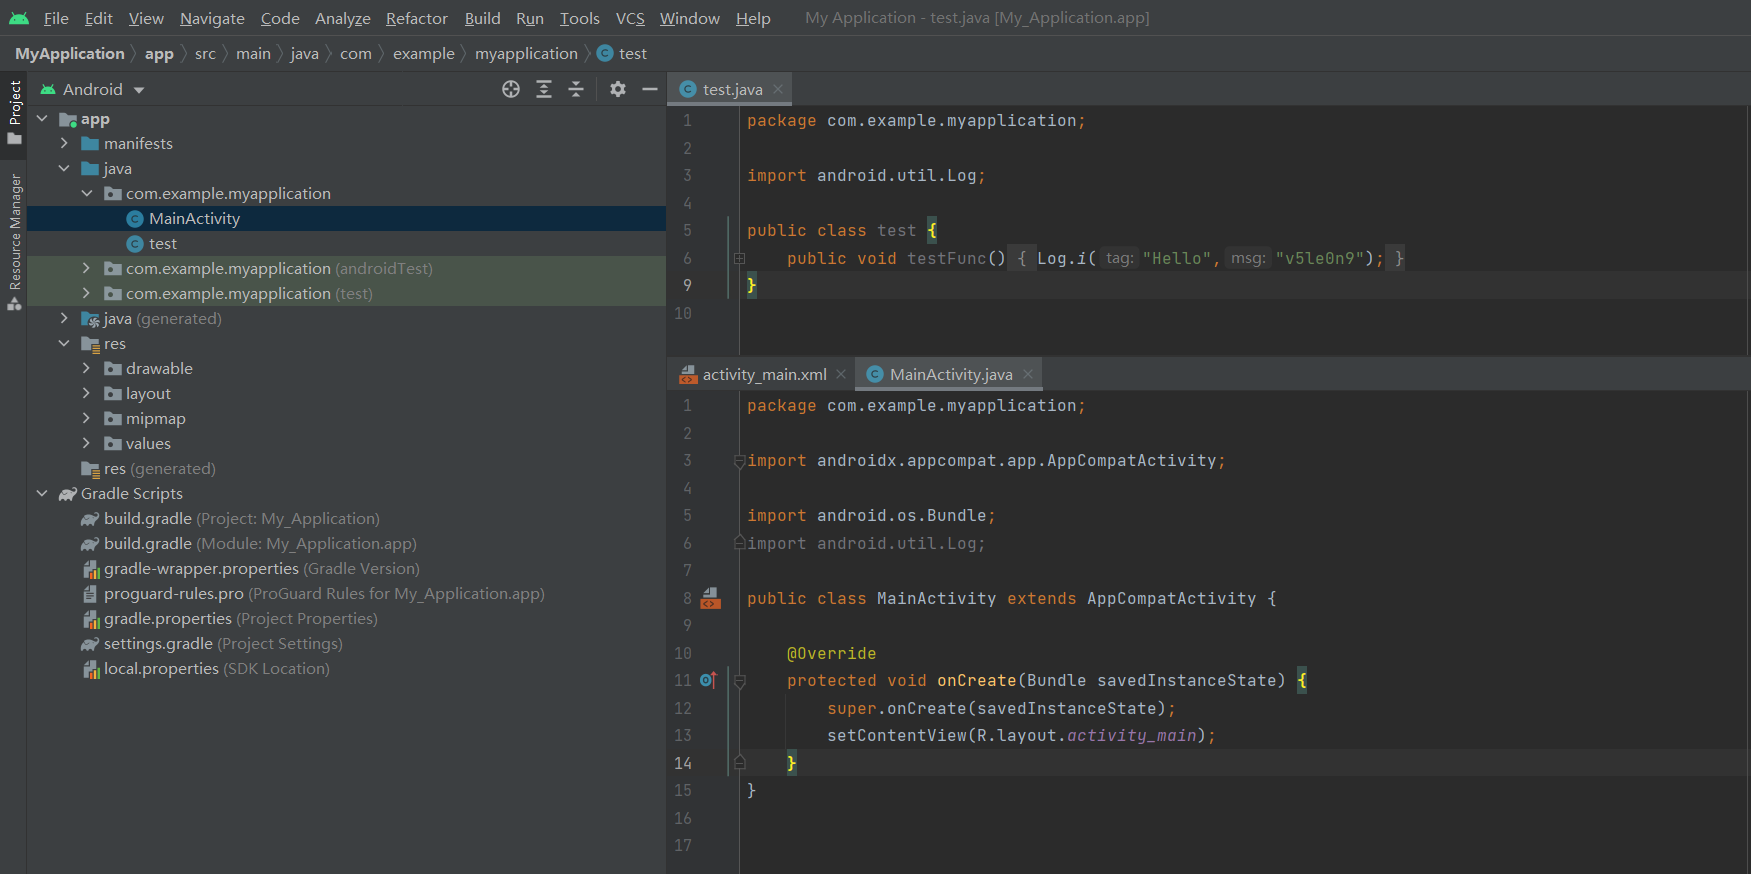 File Edit View Navigate Code Analyze Refactor Build Run Tools VCS Window Help My Application - test.java [My_Application.app]
MyApplication app src main java com example myapplication test
Project
Resource Manager
Android
app
manifests
java
com.example.myapplication
MainActivity
test
com.example.myapplication (androidTest)
com.example.myapplication (test)
java (generated)
res
drawable
layout
mipmap
values
res (generated)
Gradle Scripts
build.gradle (Project: My_Application)
build.gradle (Module: My_Application.app)
gradle-wrapper.properties (Gradle Version)
proguard-rules.pro (ProGuard Rules for My_Application.app)
gradle.properties (Project Properties)
settings.gradle (Project Settings)
local.properties (SDK Location)
test.java
1 package com.example.myapplication;
2
3 import android.util.Log;
4
5 public class test {
6 public void testFunc() { Log.i( tag: "Hello", msg: "v5le0n9"); }
9 }
10
activity_main.xml MainActivity.java
1 package com.example.myapplication;
2
3 import androidx.appcompat.app.AppCompatActivity;
4
5 import android.os.Bundle;
6 import android.util.Log;
7
8 public class MainActivity extends AppCompatActivity {
9
10 @Override
11 protected void onCreate(Bundle savedInstanceState) {
12 super.onCreate(savedInstanceState);
13 setContentView(R.layout.activity_main);
14 }
15 }
16
17